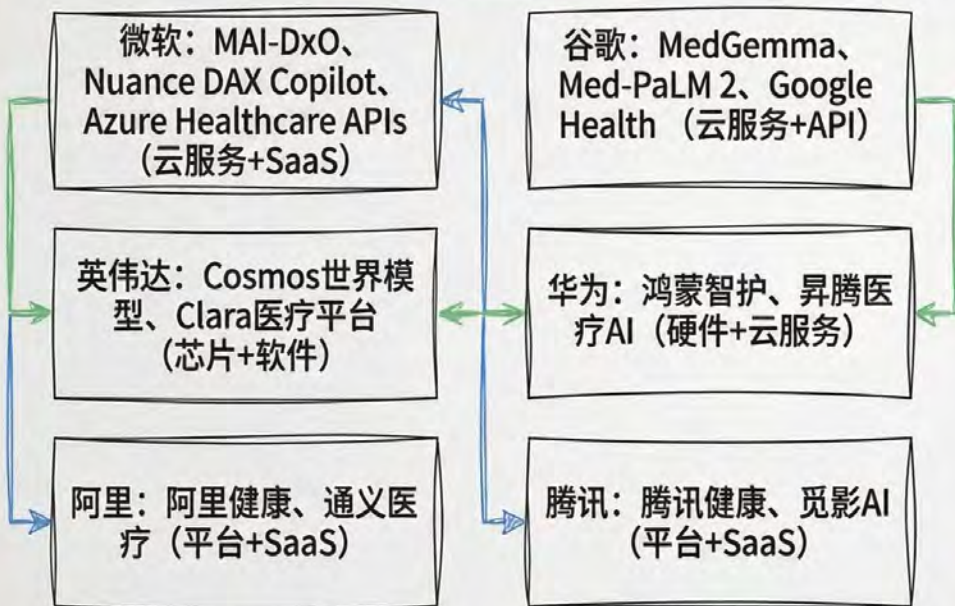 微软：MAI-DxO、
Nuance DAX Copilot、
Azure Healthcare APIs
（云服务+SaaS）
谷歌：MedGemma、
Med-PaLM 2、Google
Health （云服务+API）
英伟达：Cosmos世界模
型、Clara医疗平台
（芯片+软件）
华为：鸿蒙智护、昇腾医
疗AI（硬件+云服务）
阿里：阿里健康、通义医
疗（平台+SaaS）
腾讯：腾讯健康、觅影AI
（平台+SaaS）